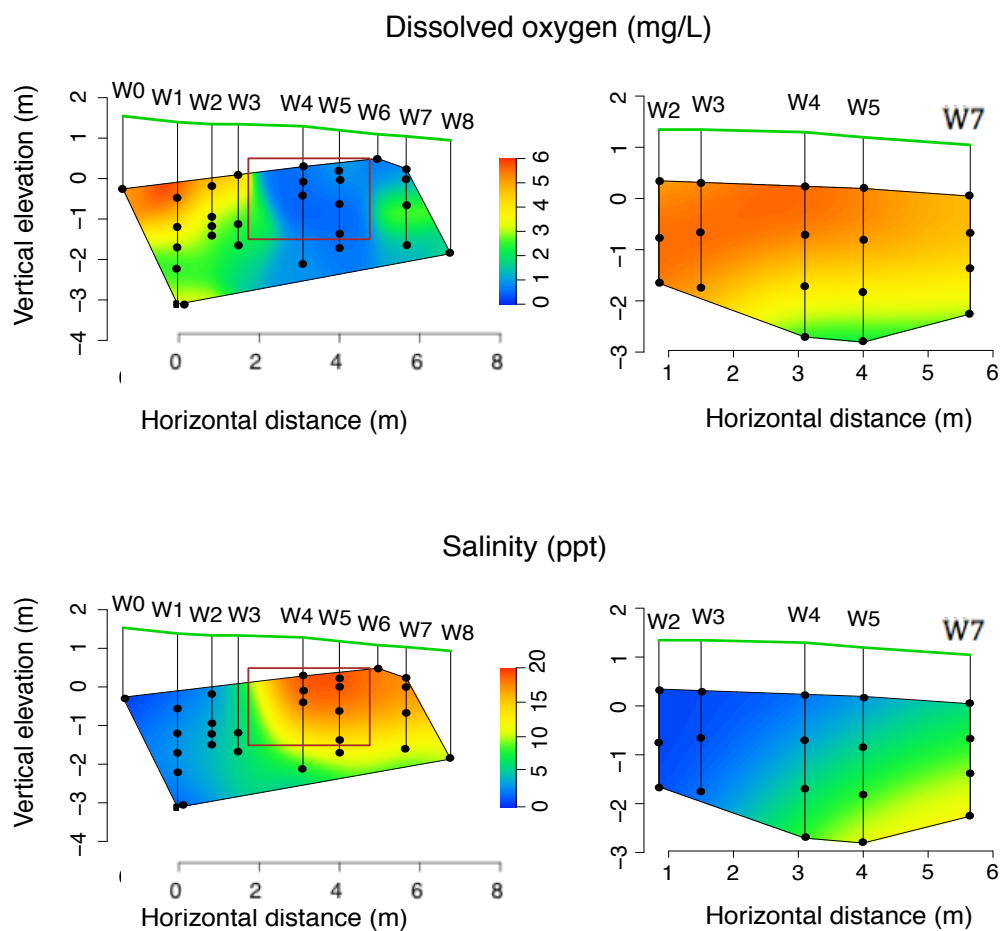 Dissolved oxygen (mg/L)
W0 W1 W2 W3 W4 W5 W6 W7 W8
Vertical elevation (m)
2 1 0 −1 −2 −3 −4
0 2 4 6 8
Horizontal distance (m)
6 5 4 3 2 1 0
W2 W3 W4 W5 W7
2 1 0 −1 −2 −3
1 2 3 4 5 6
Horizontal distance (m)
Salinity (ppt)
W0 W1 W2 W3 W4 W5 W6 W7 W8
Vertical elevation (m)
2 1 0 −1 −2 −3 −4
0 2 4 6 8
Horizontal distance (m)
20 15 10 5 0
W2 W3 W4 W5 W7
2 1 0 −1 −2 −3
1 2 3 4 5 6
Horizontal distance (m)